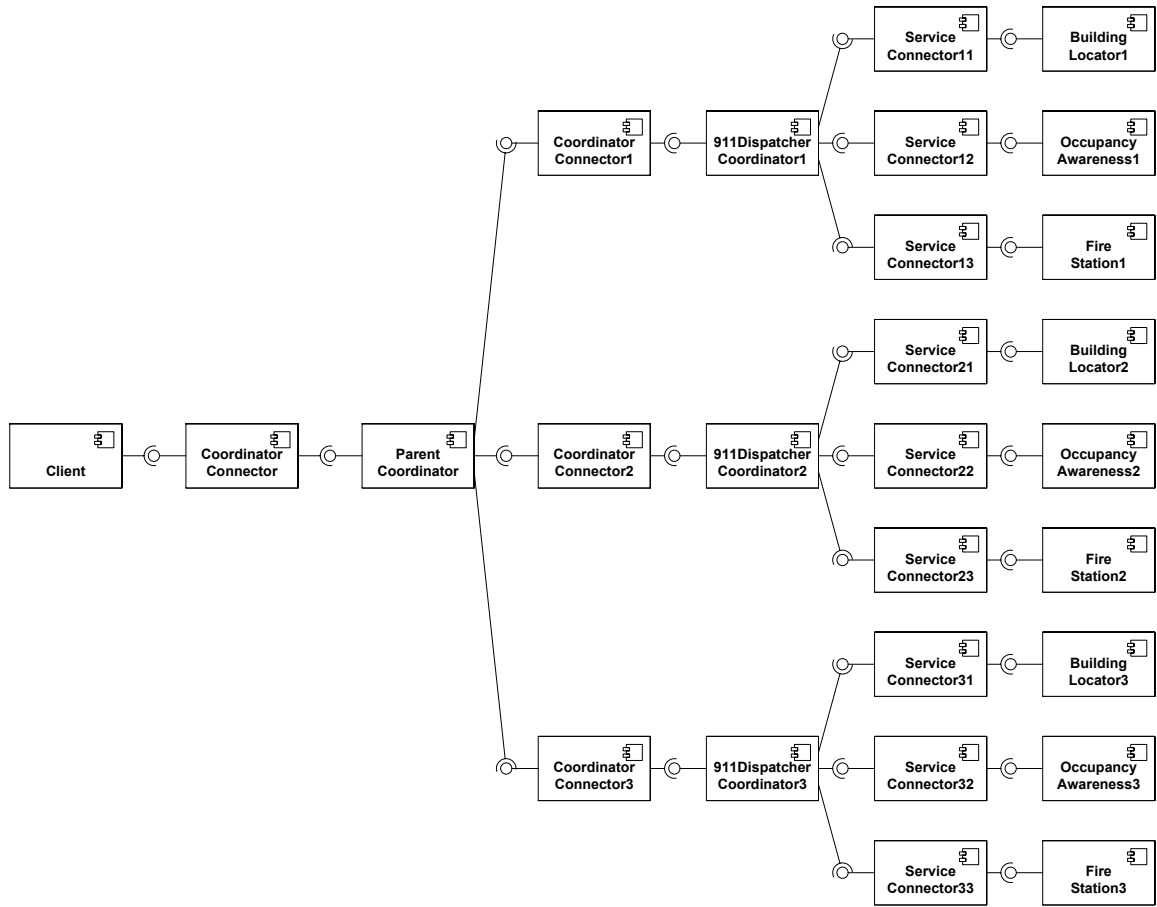 Service
Connector11
Building
Locator1
Coordinator
Connector1
911Dispatcher
Coordinator1
Service
Connector12
Occupancy
Awareness1
Service
Connector13
Fire
Station1
Service
Connector21
Building
Locator2
Client
Coordinator
Connector
Parent
Coordinator
Coordinator
Connector2
911Dispatcher
Coordinator2
Service
Connector22
Occupancy
Awareness2
Service
Connector23
Fire
Station2
Service
Connector31
Building
Locator3
Coordinator
Connector3
911Dispatcher
Coordinator3
Service
Connector32
Occupancy
Awareness3
Service
Connector33
Fire
Station3